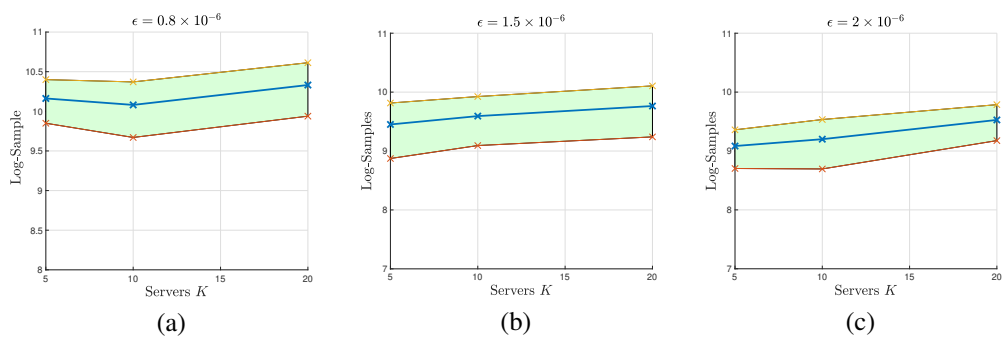 ϵ = 0.8 × 10⁻⁶
11
10.5
10
9.5
9
8.5
8
5
10
15
20
Log-Sample
Servers K
(a)
ϵ = 1.5 × 10⁻⁶
11
10
9
8
7
5
10
15
20
Log-Samples
Servers K
(b)
ϵ = 2 × 10⁻⁶
11
10
9
8
7
5
10
15
20
Log-Samples
Servers K
(c)